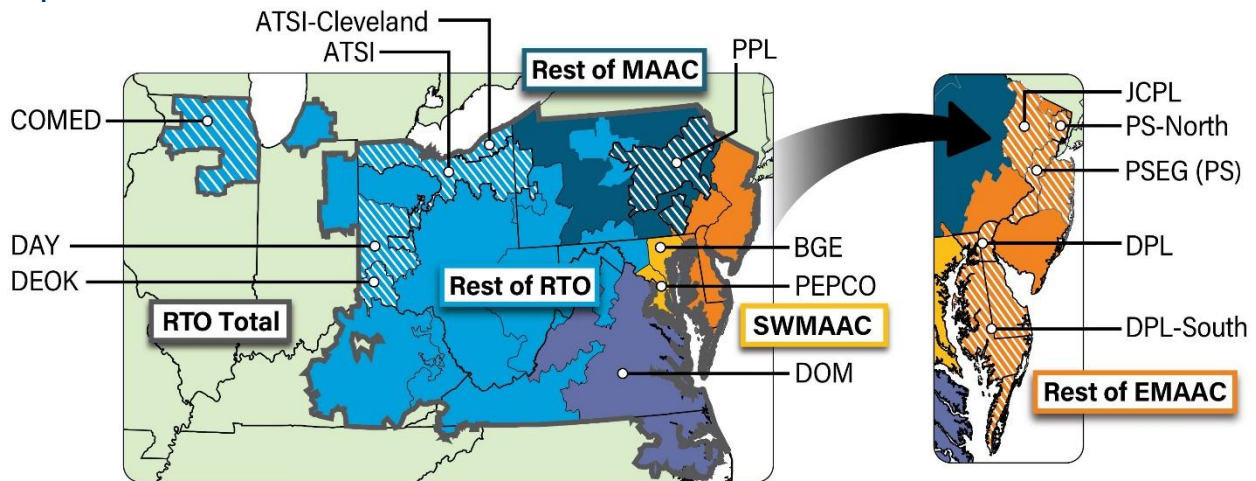 ATSI-Cleveland
ATSI
Rest of MAAC
PPL
COMED
DAY
DEOK
RTO Total
Rest of RTO
BGE
PEPCO
SWMAAC
DOM
JCPL
PS-North
PSEG (PS)
DPL
DPL-South
Rest of EMAAC